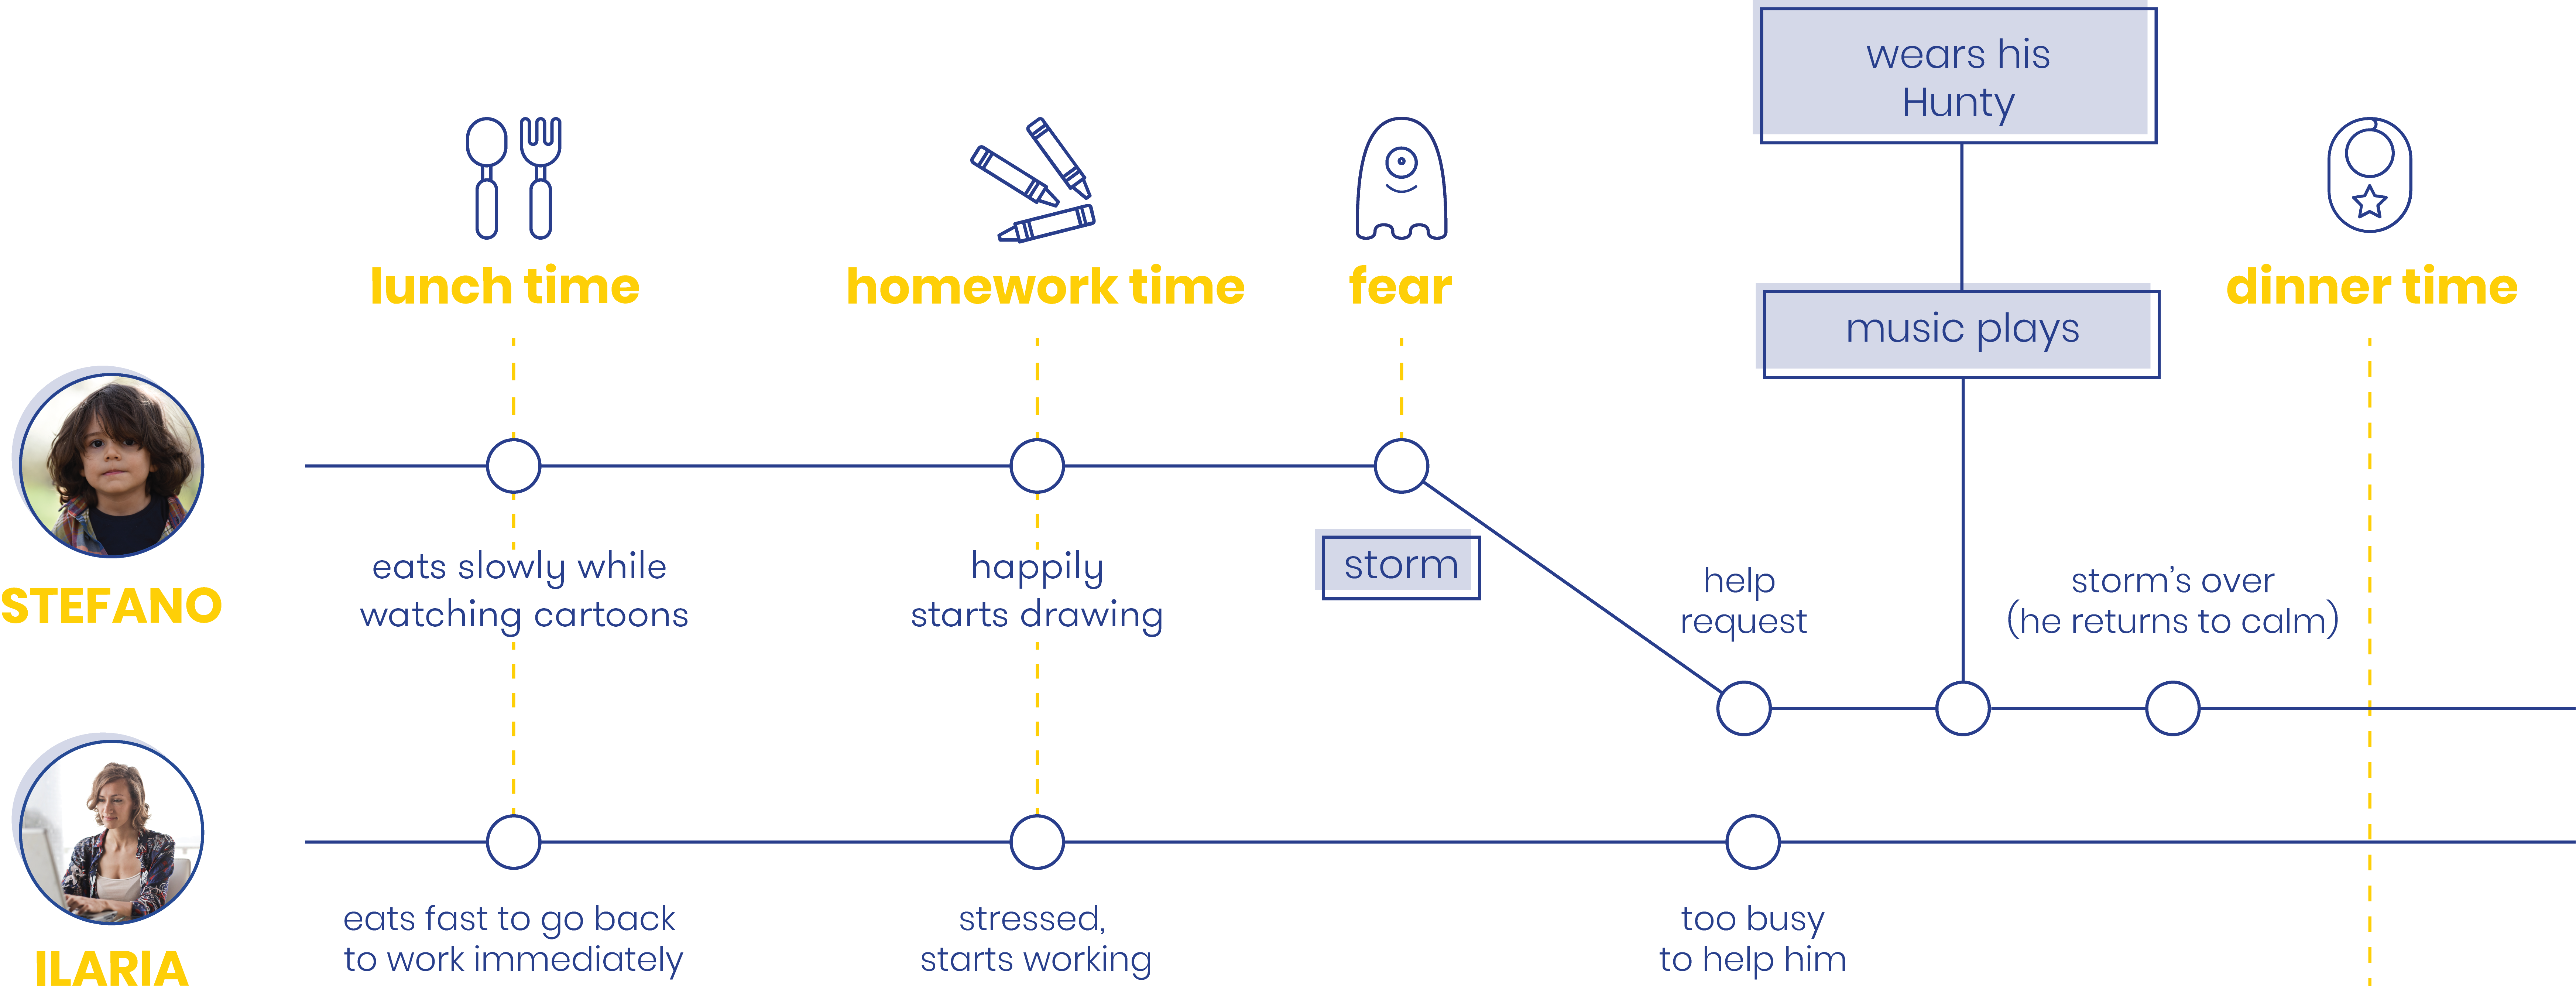 wears his
Hunty
lunch time
homework time
fear
music plays
dinner time
STEFANO
eats slowly while
watching cartoons
happily
starts drawing
storm
help
request
storm’s over
(he returns to calm)
ILARIA
eats fast to go back
to work immediately
stressed,
starts working
too busy
to help him